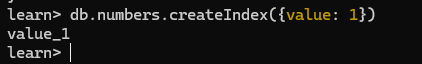 learn> db.numbers.createIndex({value: 1})
value_1
learn>